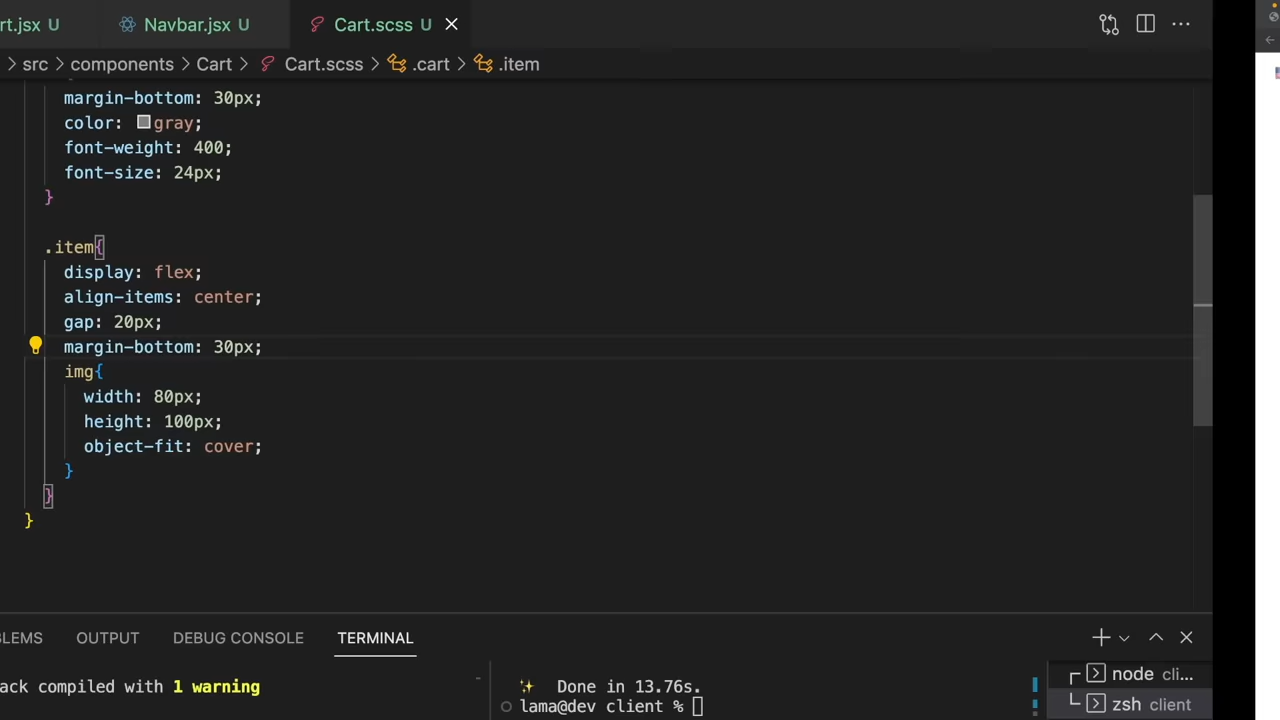 rt.jsx U Navbar.jsx U Cart.scss U
src > components > Cart > Cart.scss > .cart > .item
margin-bottom: 30px;
color: gray;
font-weight: 400;
font-size: 24px;
}
.item{
display: flex;
align-items: center;
gap: 20px;
margin-bottom: 30px;
img{
width: 80px;
height: 100px;
object-fit: cover;
}
}
}
BLEMS OUTPUT DEBUG CONSOLE TERMINAL
ack compiled with 1 warning
Done in 13.76s.
lama@dev client %
node cli...
zsh client